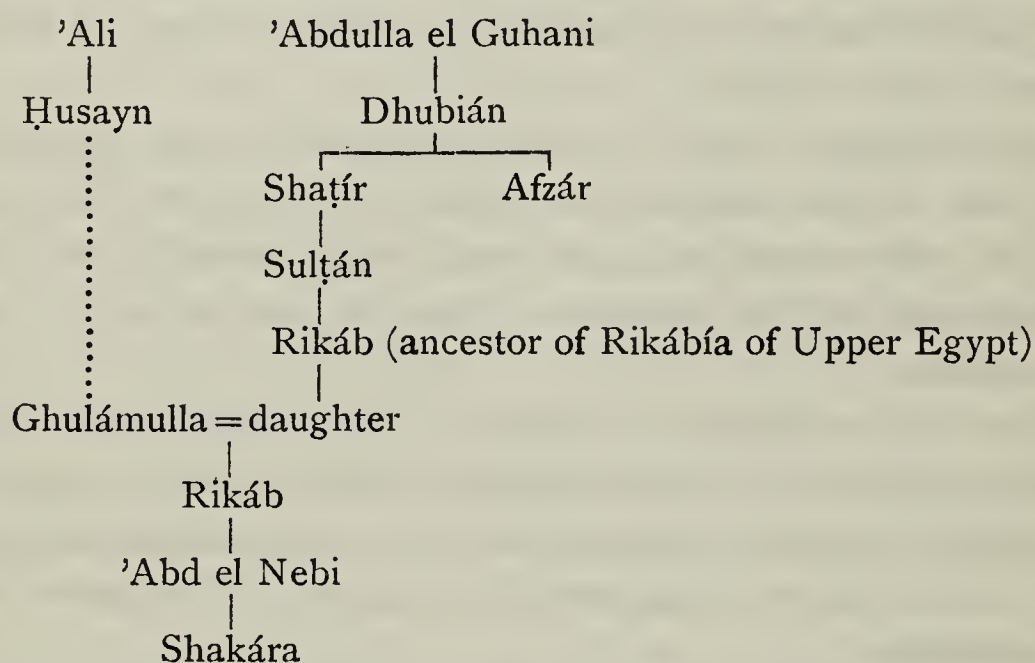 ’Ali ’Abdulla el Guhani
Ḥusayn Dhubián
Shaṭír Afzár
Sulṭán
Rikáb (ancestor of Rikábía of Upper Egypt)
Ghulámulla = daughter
Rikáb
’Abd el Nebi
Shakára